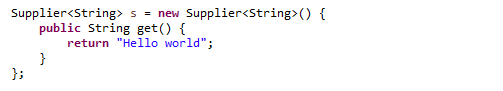 Supplier<String> s = new Supplier<String>() {
    public String get() {
        return "Hello world";
    }
};